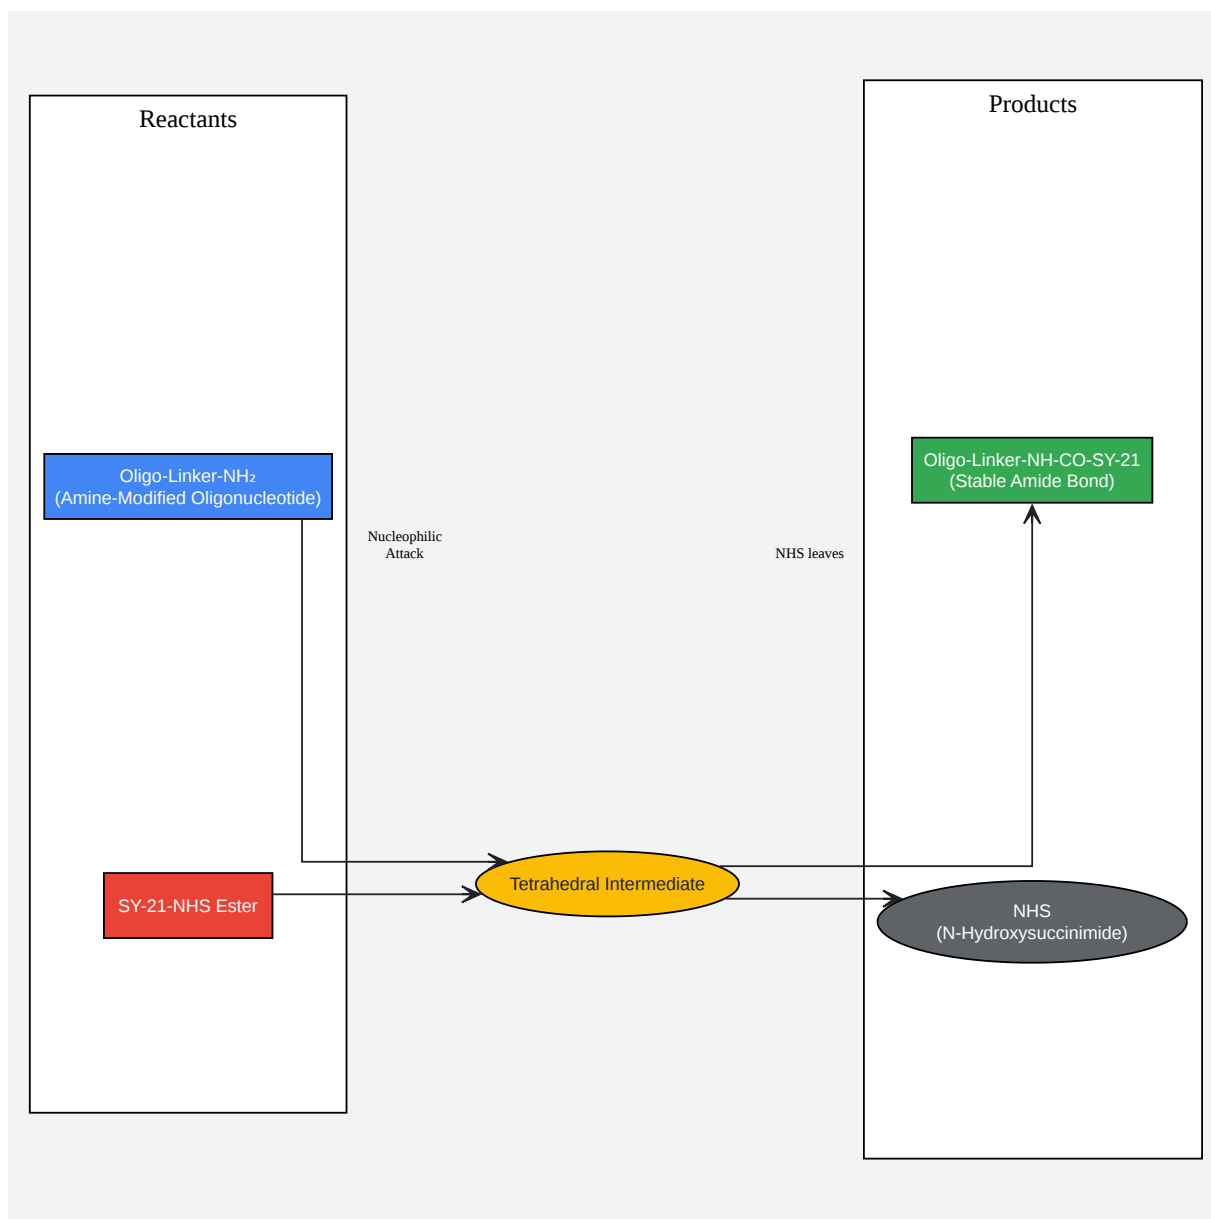 Reactants
Products
Oligo-Linker-NH₂
(Amine-Modified Oligonucleotide)
Oligo-Linker-NH-CO-SY-21
(Stable Amide Bond)
Nucleophilic
Attack
NHS leaves
SY-21-NHS Ester
Tetrahedral Intermediate
NHS
(N-Hydroxysuccinimide)